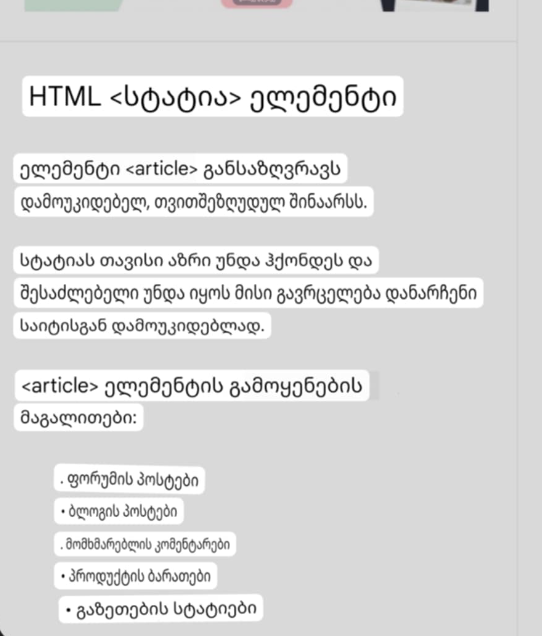 HTML <სტატია> ელემენტი
ელემენტი <article> განსაზღვრავს
დამოუკიდებელ, თვითშეზღუდულ შინაარსს.
სტატიას თავისი აზრი უნდა ჰქონდეს და
შესაძლებელი უნდა იყოს მისი გავრცელება დანარჩენი
საიტისგან დამოუკიდებლად.
<article> ელემენტის გამოყენების
მაგალითები:
. ფორუმის პოსტები
• ბლოგის პოსტები
. მომხმარებლის კომენტარები
• პროდუქტის ბარათები
• გაზეთების სტატიები